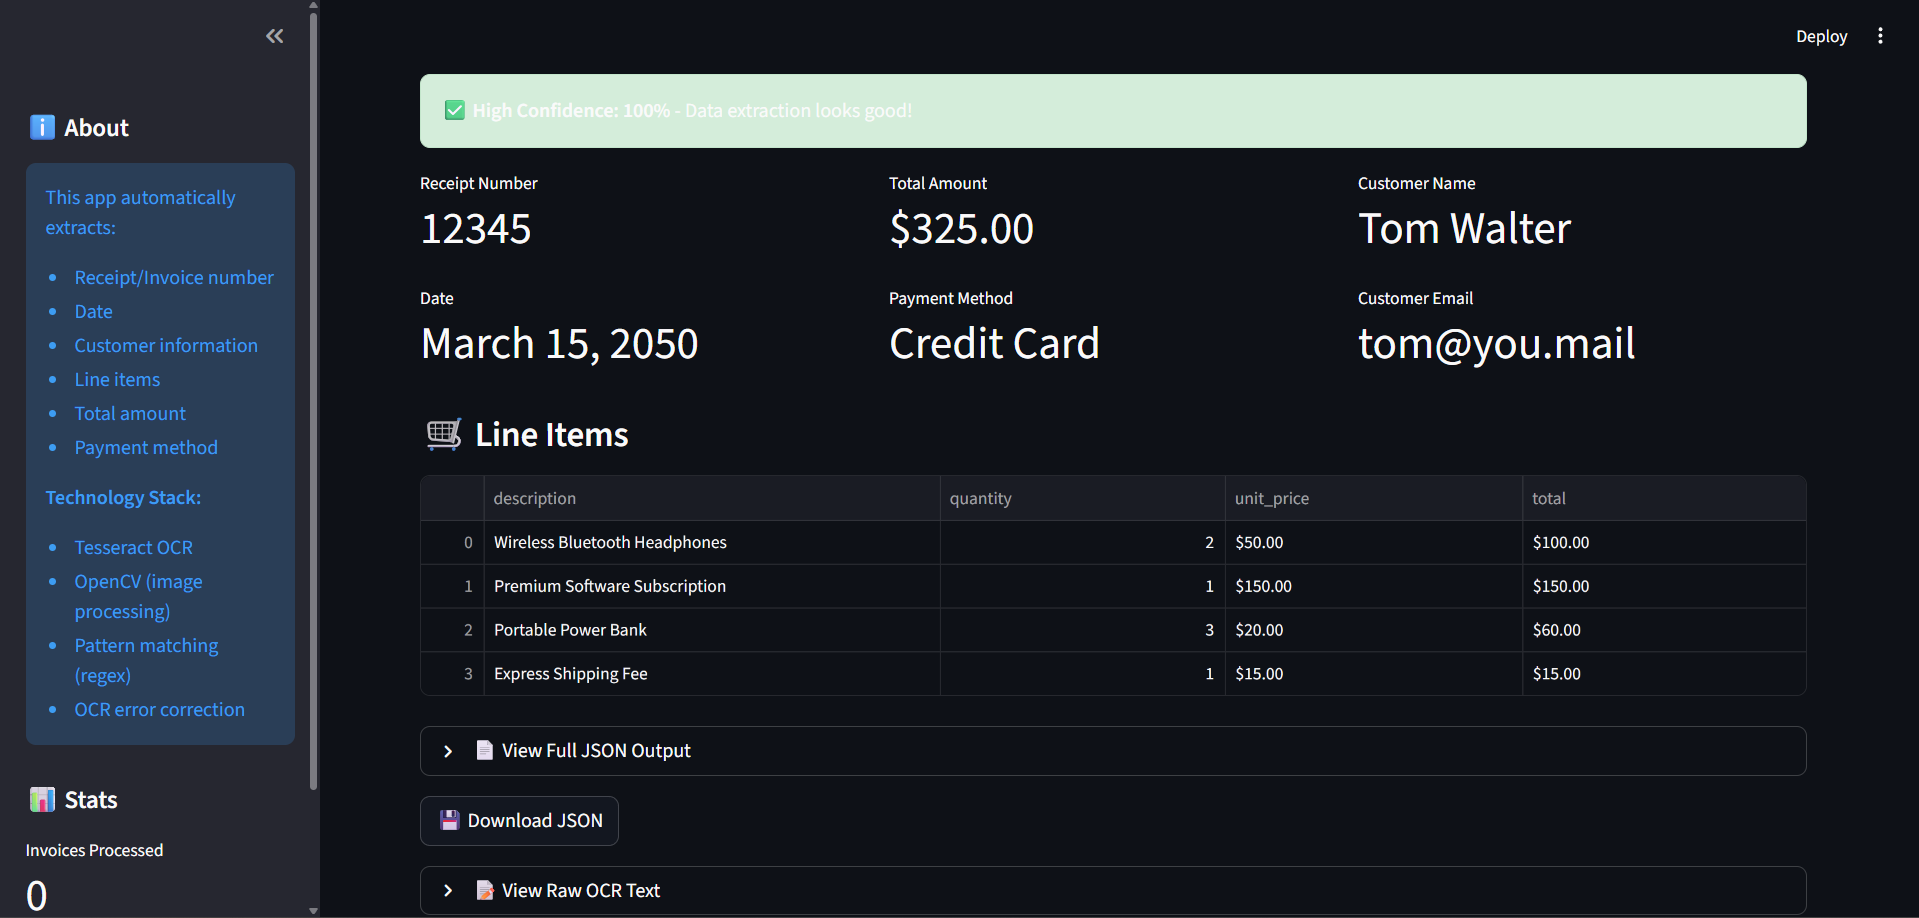 Deploy
About
This app automatically
extracts:
Receipt/Invoice number
Date
Customer information
Line items
Total amount
Payment method
Technology Stack:
Tesseract OCR
OpenCV (image
processing)
Pattern matching
(regex)
OCR error correction
Stats
Invoices Processed
0
High Confidence: 100% - Data extraction looks good!
Receipt Number Total Amount Customer Name
12345 $325.00 Tom Walter
Date Payment Method Customer Email
March 15, 2050 Credit Card tom@you.mail
Line Items
description quantity unit_price total
0 Wireless Bluetooth Headphones 2 $50.00 $100.00
1 Premium Software Subscription 1 $150.00 $150.00
2 Portable Power Bank 3 $20.00 $60.00
3 Express Shipping Fee 1 $15.00 $15.00
View Full JSON Output
Download JSON
View Raw OCR Text